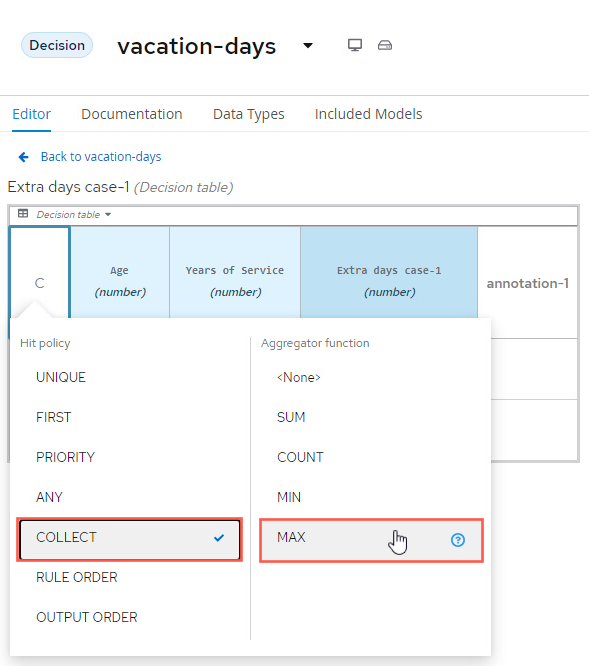 Decision vacation-days
Editor Documentation Data Types Included Models
Back to vacation-days
Extra days case-1 (Decision table)
Decision table
C Age (number) Years of Service (number) Extra days case-1 (number) annotation-1
Hit policy Aggregator function
UNIQUE <None>
FIRST SUM
PRIORITY COUNT
ANY MIN
COLLECT MAX ?
RULE ORDER
OUTPUT ORDER